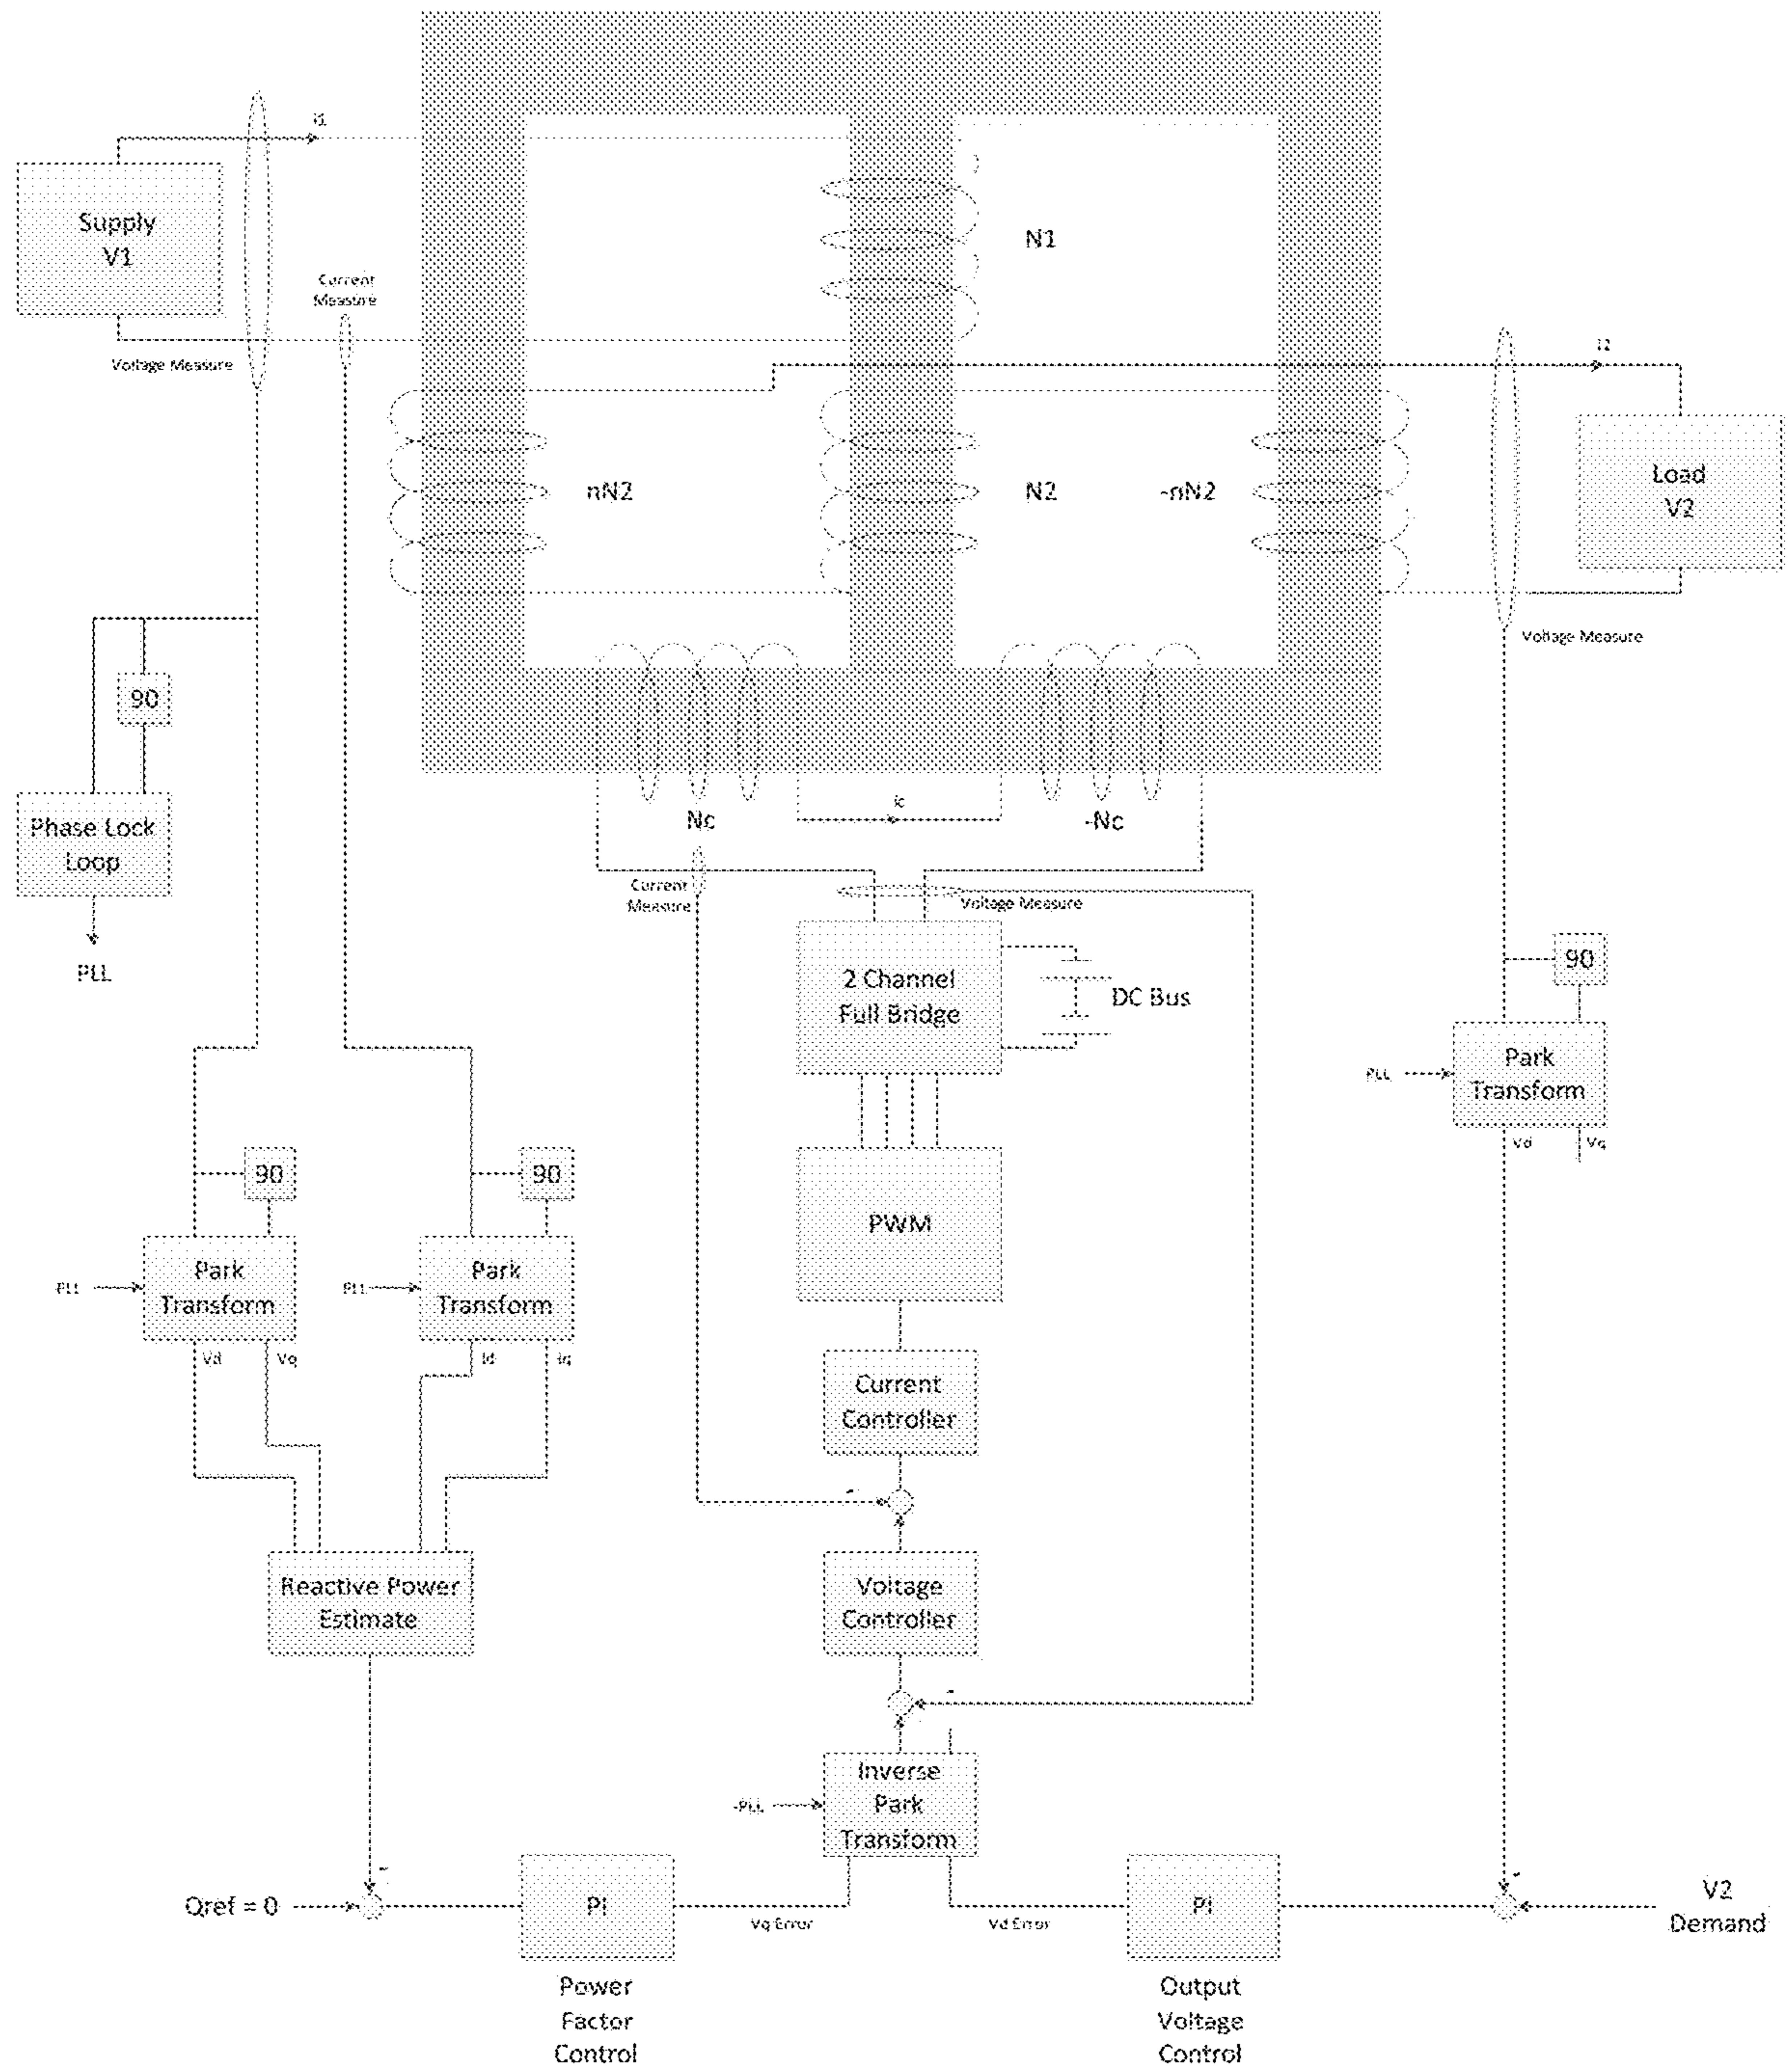 i1
Supply
V1
N1
Current
Measure
Voltage Measure
i2
nN2
N2
-nN2
Load
V2
Voltage Measure
90
Phase Lock
Loop
PLL
Nc
ic
-Nc
Current
Measure
Voltage Measure
2 Channel
Full Bridge
DC Bus
90
PLL
Park
Transform
Vd
Vq
90
90
PWM
PLL
Park
Transform
PLL
Park
Transform
Vd
Vq
Id
Iq
Current
Controller
-
Reactive Power
Estimate
Voltage
Controller
-
Inverse
Park
Transform
-PLL
-
-
Qref = 0
PI
Vq Error
Vd Error
PI
V2
Demand
Power
Factor
Control
Output
Voltage
Control